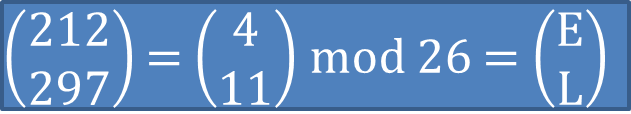 (212 297) = (4 11) mod 26 = (E L)